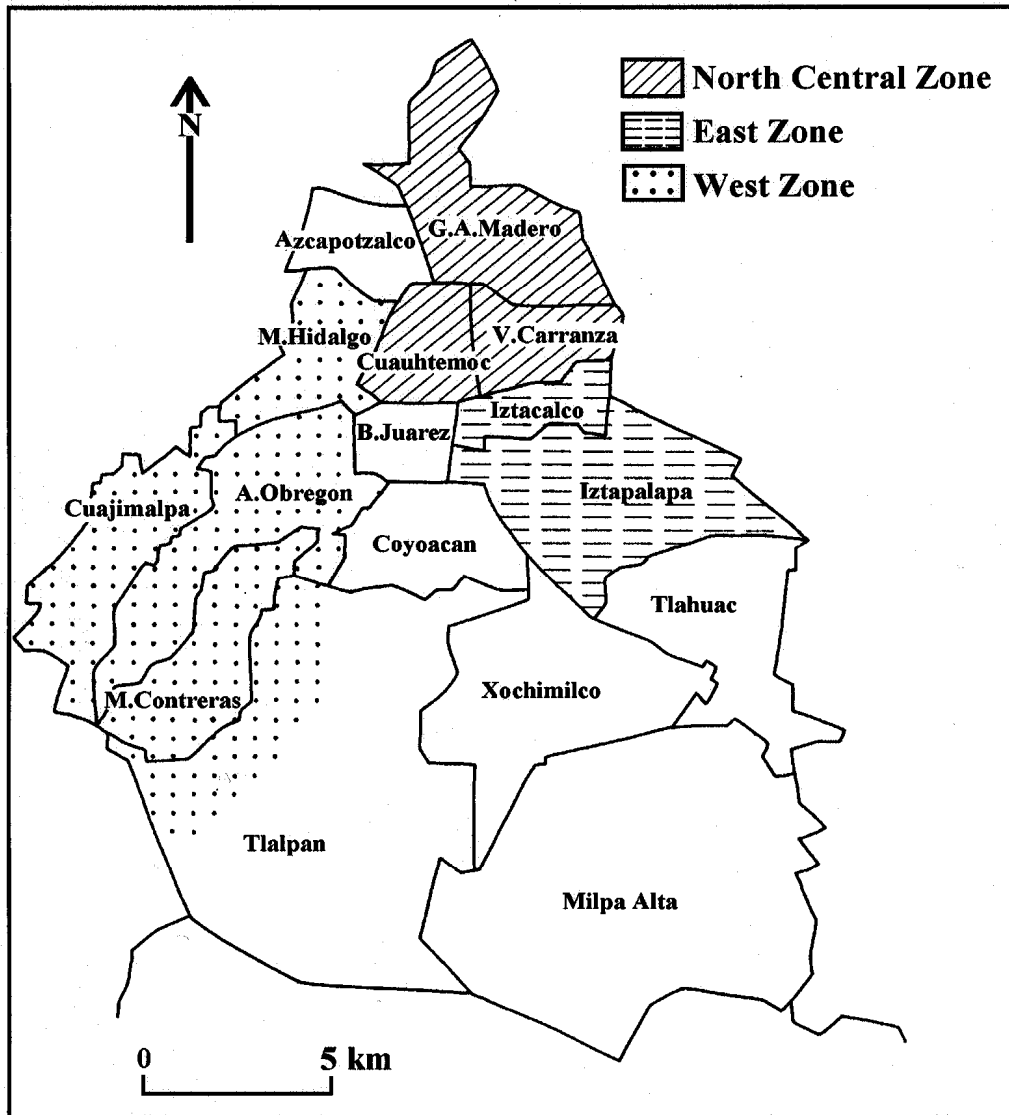 North Central Zone
N
East Zone
West Zone
G.A.Madero
Azcapotzalco
M.Hidalgo
V.Carranza
Cuauhtemoc
Iztacalco
B.Juarez
A.Obregon
Iztapalapa
Cuajimalpa
Coyoacan
Tlahuac
Xochimilco
M.Contreras
Tlalpan
Milpa Alta
0 5 km